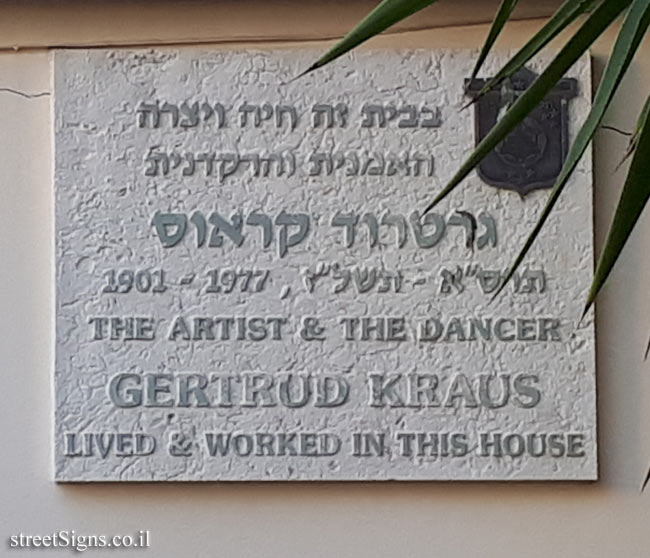 בבית זה חיה ויצרה
האמנית והרקדנית
גרטרוד קראוס
תרס"א - תשל"ז, 1977 - 1901
THE ARTIST & THE DANCER
GERTRUD KRAUS
LIVED & WORKED IN THIS HOUSE
streetSigns.co.il